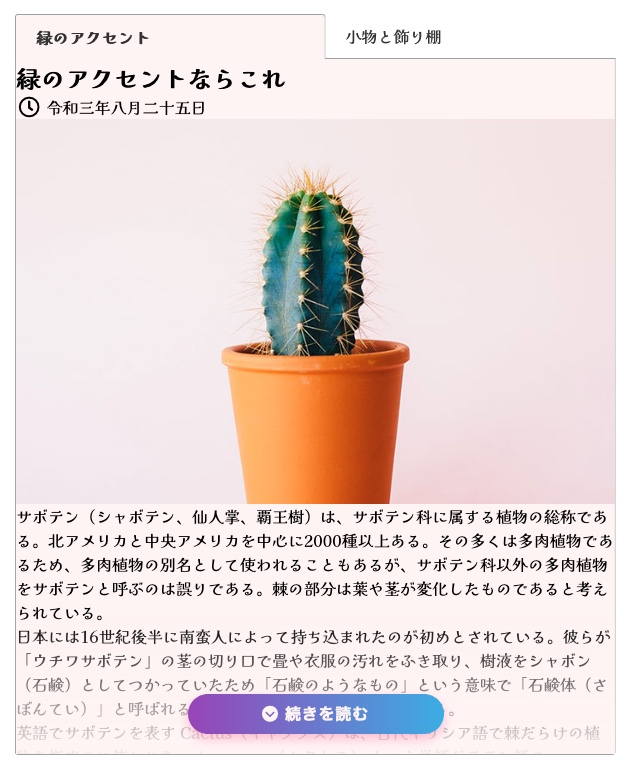 緑のアクセント
小物と飾り棚
緑のアクセントならこれ
令和三年八月二十五日
サボテン（シャボテン、仙人掌、覇王樹）は、サボテン科に属する植物の総称であ
る。北アメリカと中央アメリカを中心に2000種以上ある。その多くは多肉植物であ
るため、多肉植物の別名として使われることもあるが、サボテン科以外の多肉植物
をサボテンと呼ぶのは誤りである。棘の部分は葉や茎が変化したものであると考え
られている。
日本には16世紀後半に南蛮人によって持ち込まれたのが初めとされている。彼らが
「ウチワサボテン」の茎の切り口で畳や衣服の汚れをふき取り、樹液をシャボン
（石鹸）としてつかっていたため「石鹸のようなもの」という意味で「石鹸体（さ
ぼんてい）」と呼ばれる
。
続きを読む
英語でサボテンを表す Cactus（キャクタス）は、古代ギリシア語で棘だらけの植